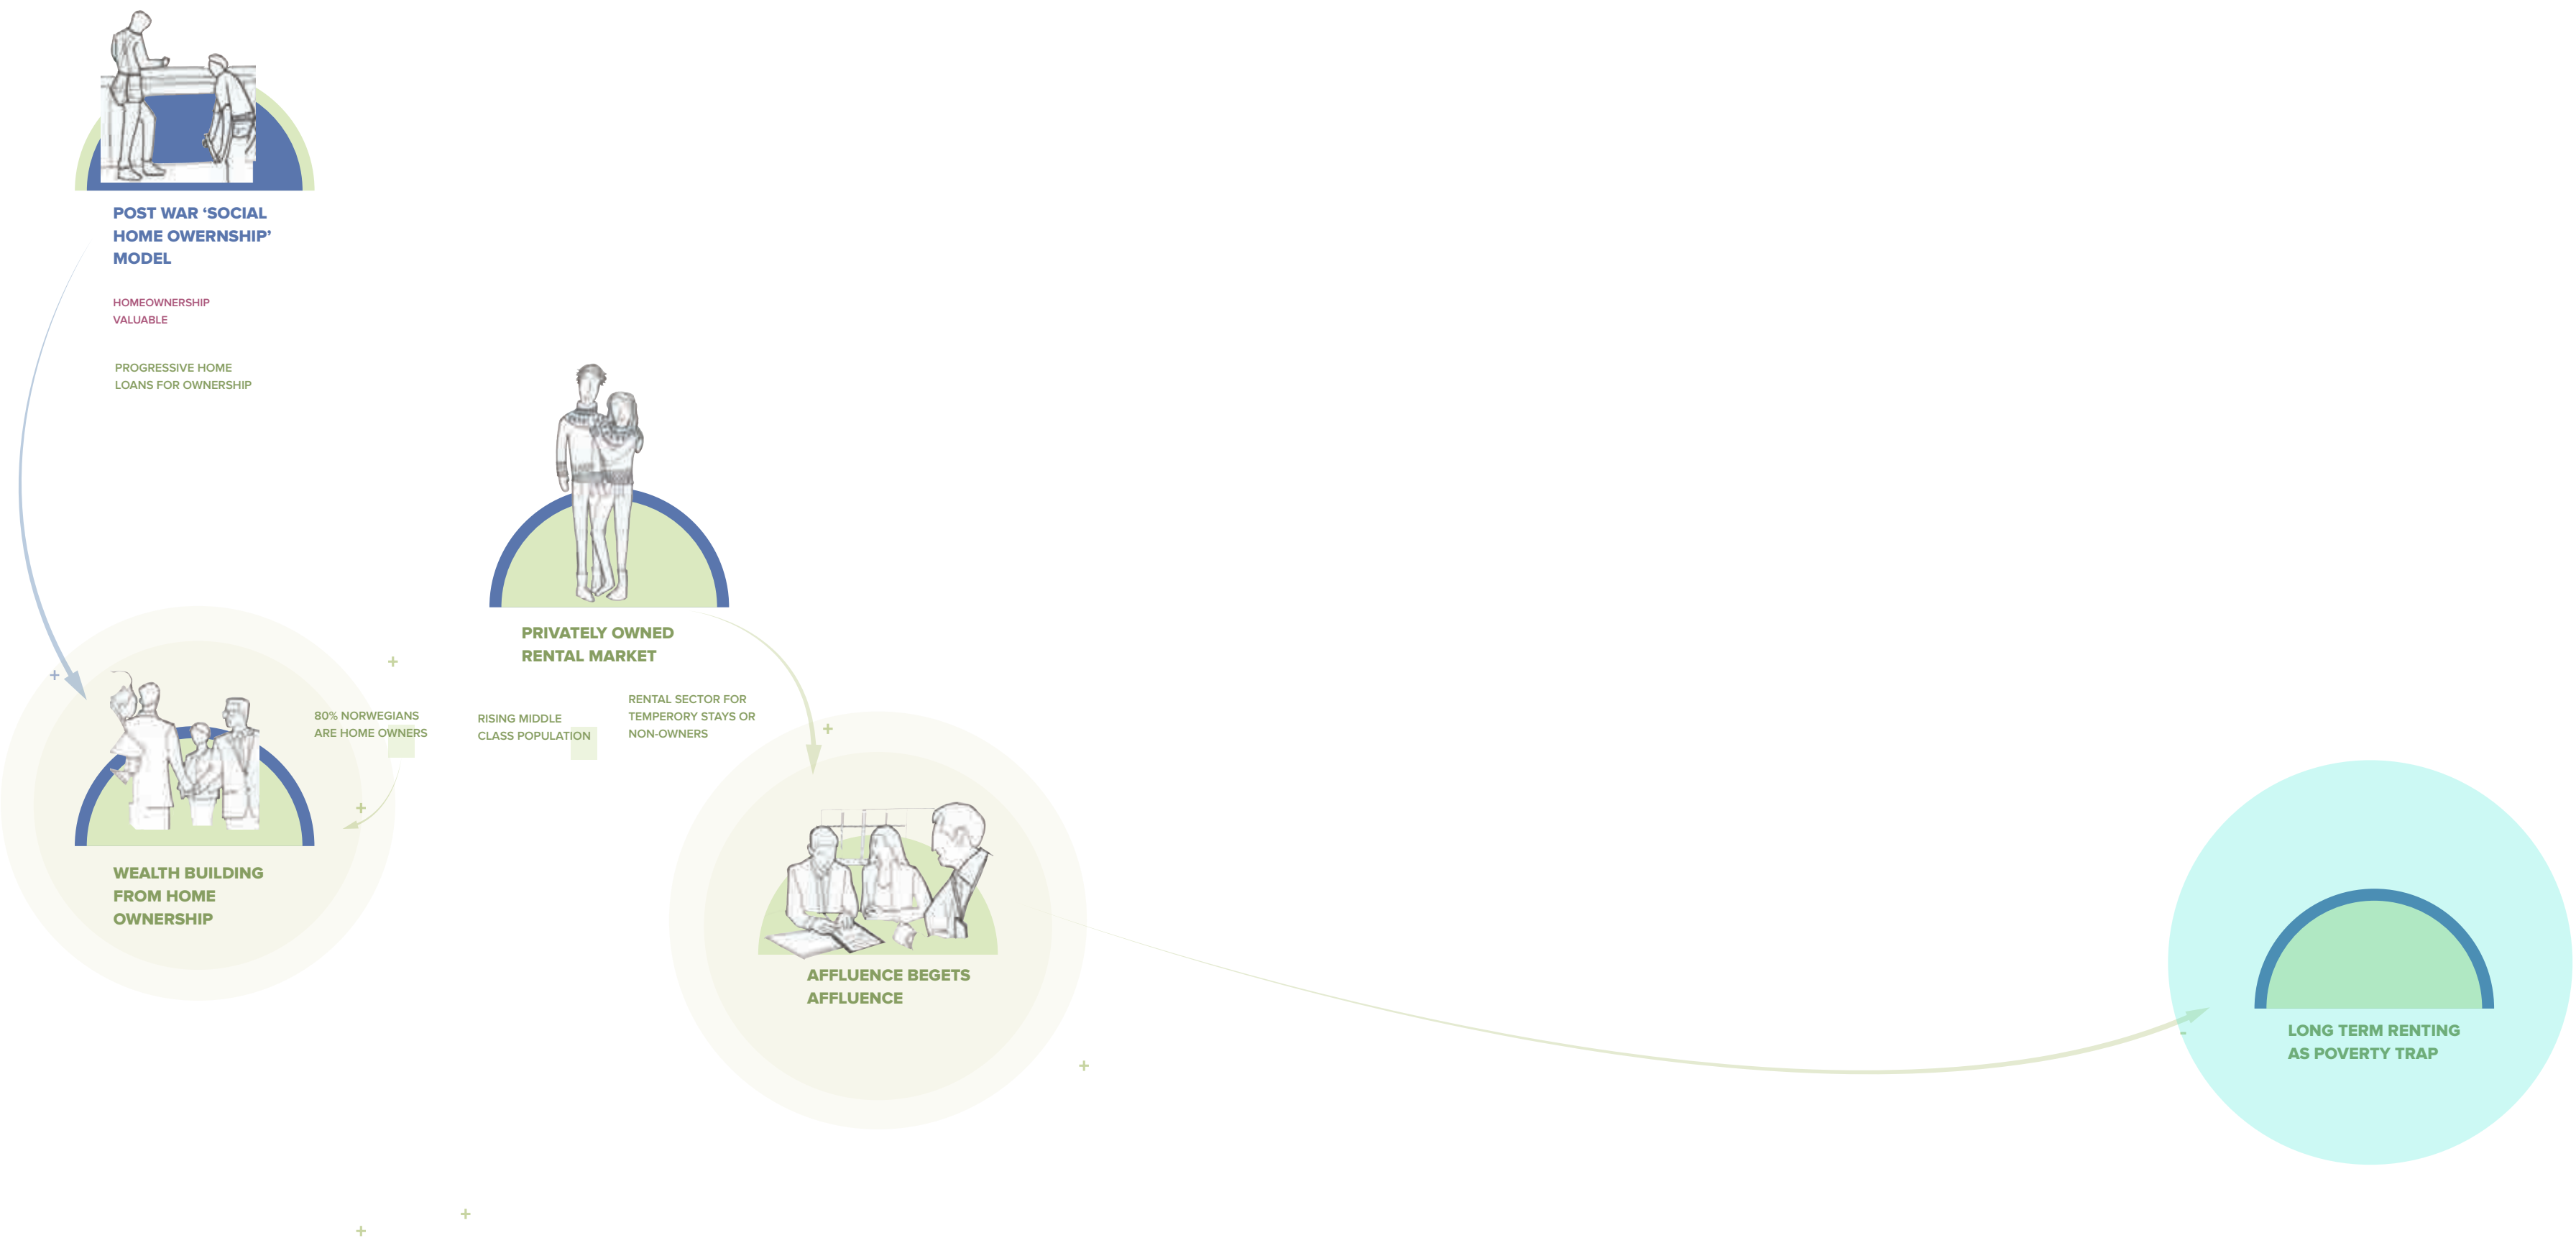 POST WAR ‘SOCIAL
HOME OWERNSHIP’
MODEL
HOMEOWNERSHIP
VALUABLE
PROGRESSIVE HOME
LOANS FOR OWNERSHIP
PRIVATELY OWNED
RENTAL MARKET
+
+
80% NORWEGIANS
ARE HOME OWNERS
RISING MIDDLE
CLASS POPULATION
RENTAL SECTOR FOR
TEMPERORY STAYS OR
NON-OWNERS
+
+
WEALTH BUILDING
FROM HOME
OWNERSHIP
AFFLUENCE BEGETS
AFFLUENCE
-
LONG TERM RENTING
AS POVERTY TRAP
+
+
+